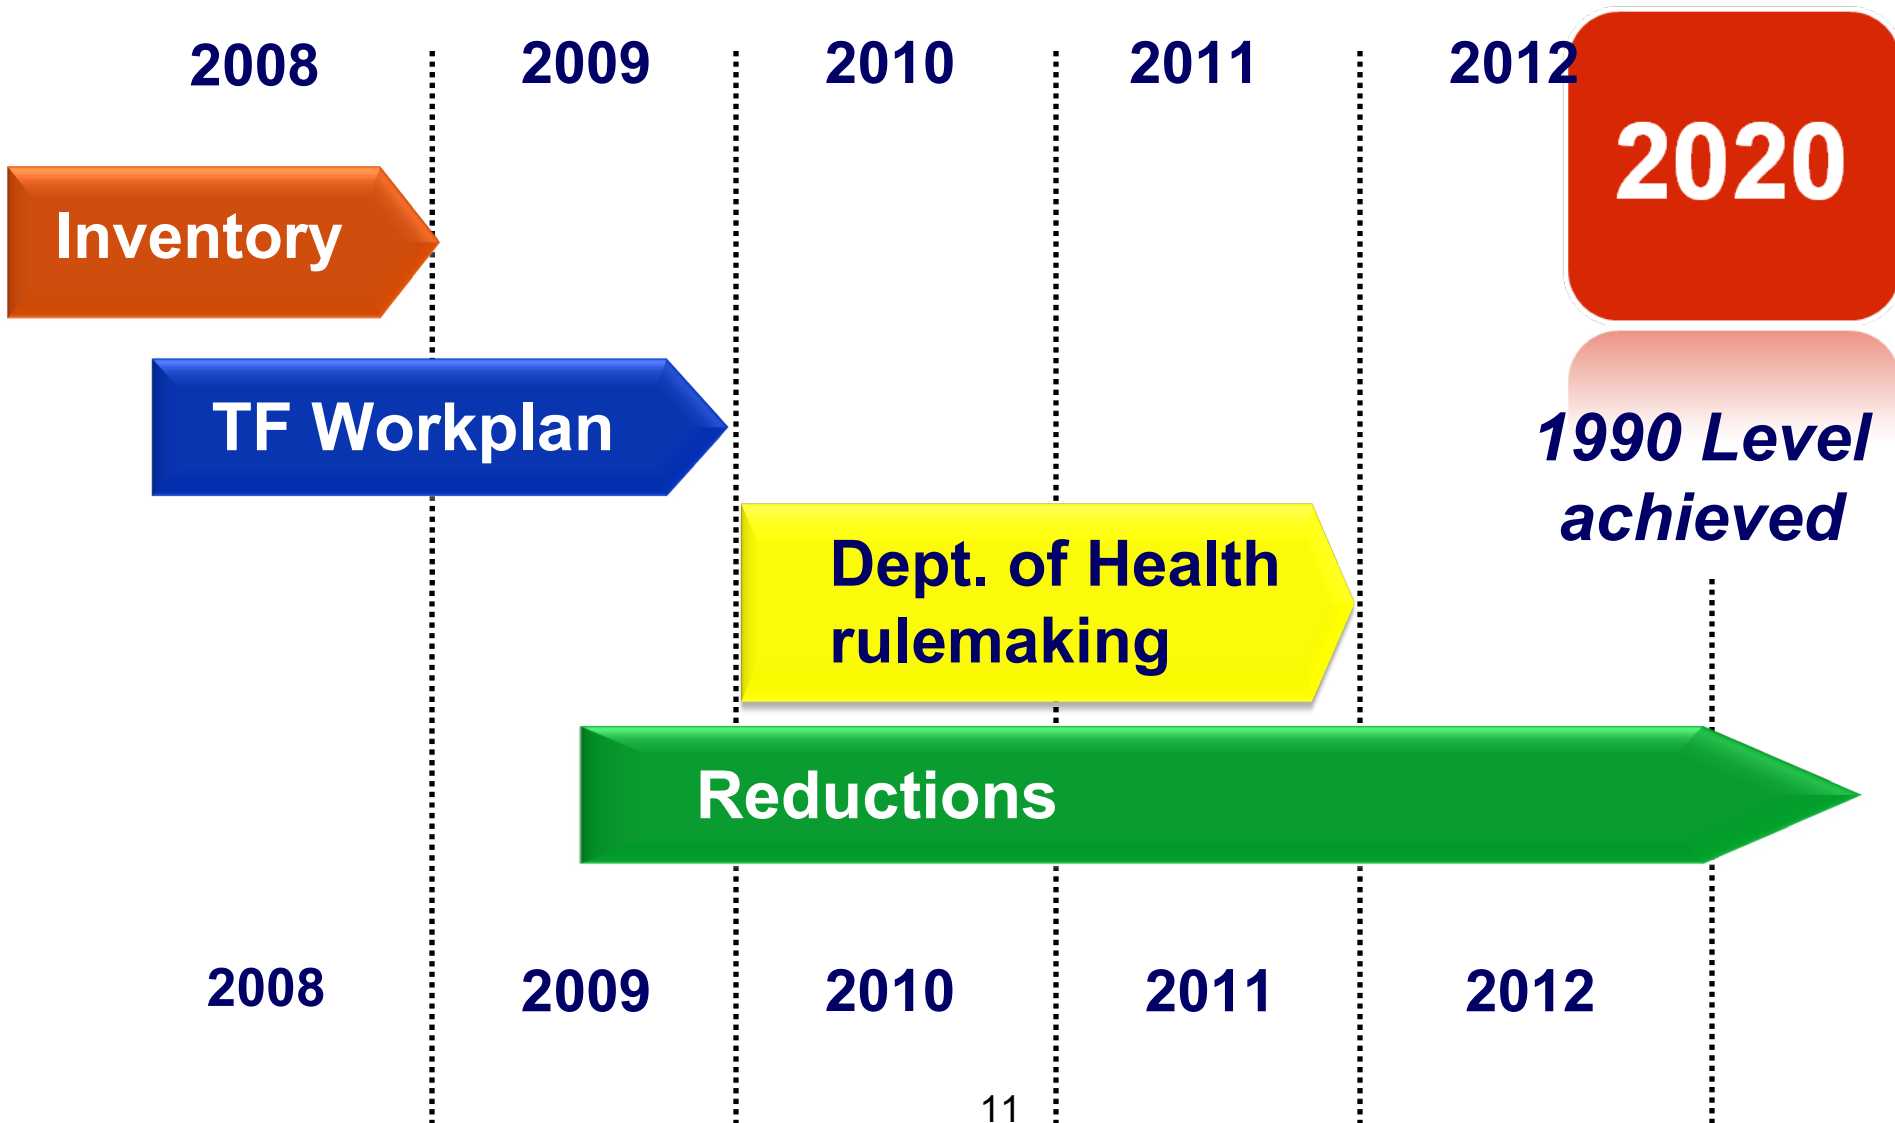 2008 2009 2010 2011 2012
2020
Inventory
TF Workplan
1990 Level
achieved
Dept. of Health
rulemaking
Reductions
2008 2009 2010 2011 2012
11